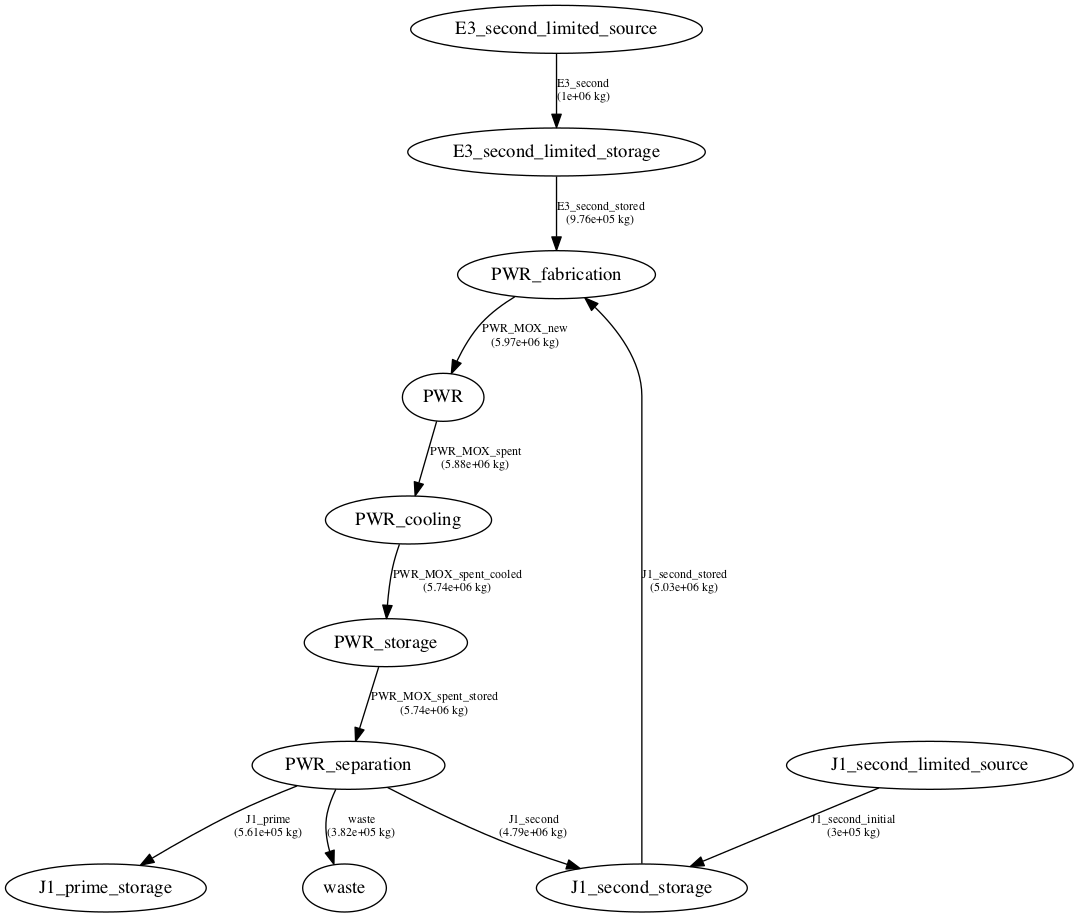 E3_second_limited_source
E3_second
(1e+06 kg)
E3_second_limited_storage
E3_second_stored
(9.76e+05 kg)
PWR_fabrication
PWR_MOX_new
(5.97e+06 kg)
PWR
PWR_MOX_spent
(5.88e+06 kg)
PWR_cooling
PWR_MOX_spent_cooled
(5.74e+06 kg)
J1_second_stored
(5.03e+06 kg)
PWR_storage
PWR_MOX_spent_stored
(5.74e+06 kg)
PWR_separation
J1_second_limited_source
J1_prime
(5.61e+05 kg)
waste
(3.82e+05 kg)
J1_second
(4.79e+06 kg)
J1_second_initial
(3e+05 kg)
J1_prime_storage
waste
J1_second_storage